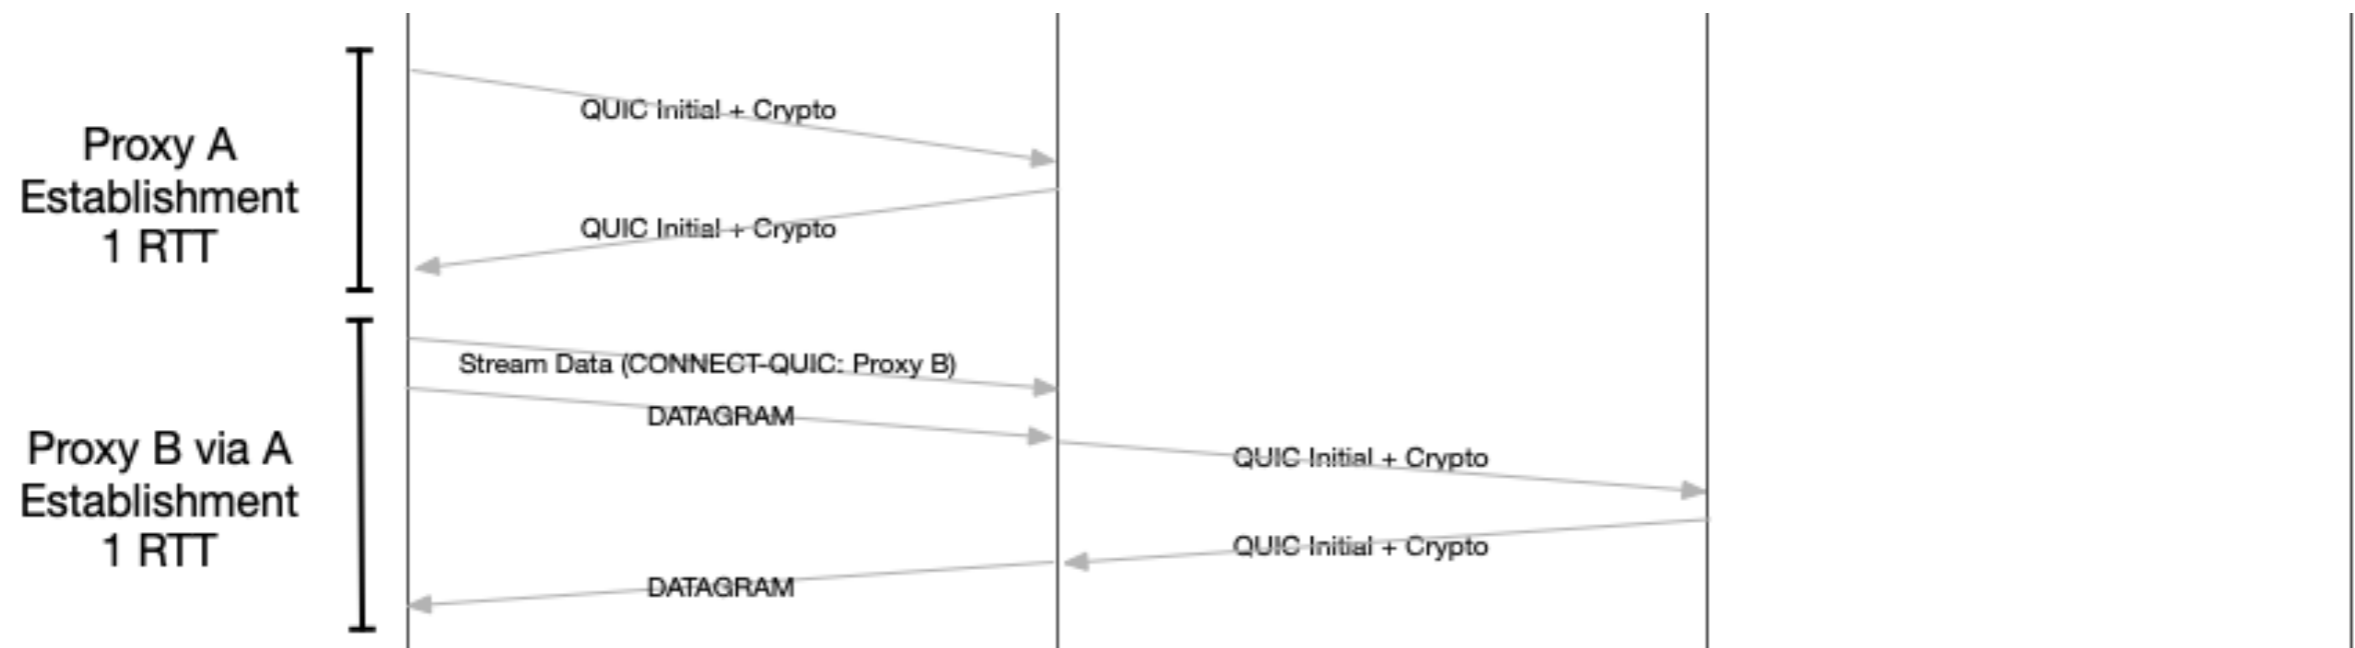 Proxy A
Establishment
1 RTT
QUIC Initial + Crypto
QUIC Initial + Crypto
Proxy B via A
Establishment
1 RTT
Stream Data (CONNECT-QUIC: Proxy B)
DATAGRAM
QUIC Initial + Crypto
QUIC Initial + Crypto
DATAGRAM